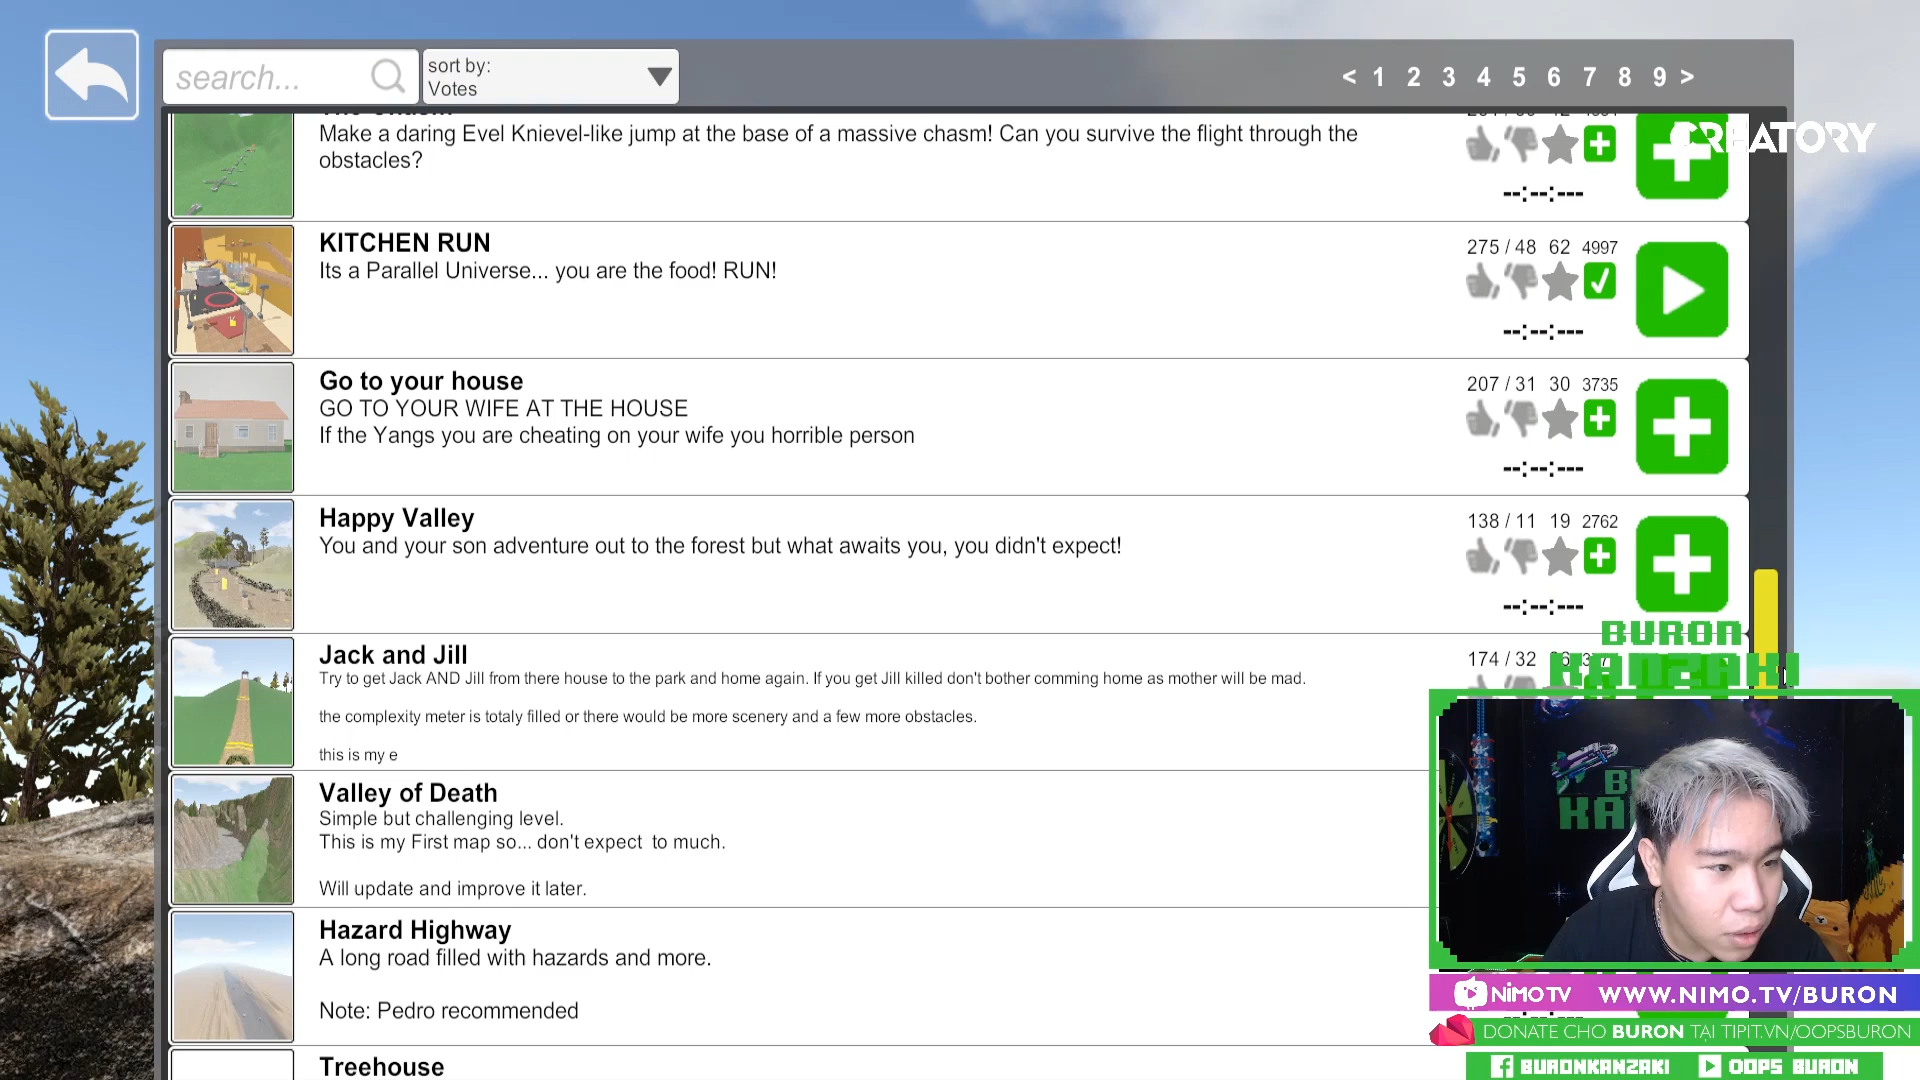 search...
sort by:
Votes
< 1 2 3 4 5 6 7 8 9 >
CREATORY
Make a daring Evel Knievel-like jump at the base of a massive chasm! Can you survive the flight through the
obstacles?
--:--:---
KITCHEN RUN
Its a Parallel Universe... you are the food! RUN!
275 / 48 62 4997
--:--:---
Go to your house
GO TO YOUR WIFE AT THE HOUSE
If the Yangs you are cheating on your wife you horrible person
207 / 31 30 3735
--:--:---
Happy Valley
You and your son adventure out to the forest but what awaits you, you didn't expect!
138 / 11 19 2762
--:--:---
BURON
KANZAKI
Jack and Jill
Try to get Jack AND Jill from there house to the park and home again. If you get Jill killed don't bother comming home as mother will be mad.
the complexity meter is totaly filled or there would be more scenery and a few more obstacles.
this is my e
174 / 32
Valley of Death
Simple but challenging level.
This is my First map so... don't expect to much.
Will update and improve it later.
Hazard Highway
A long road filled with hazards and more.
Note: Pedro recommended
Treehouse
NIMO TV WWW.NIMO.TV/BURON
DONATE CHO BURON TẠI TIPIT.VN/OOPSBURON
BURONKANZAKI OOPS BURON